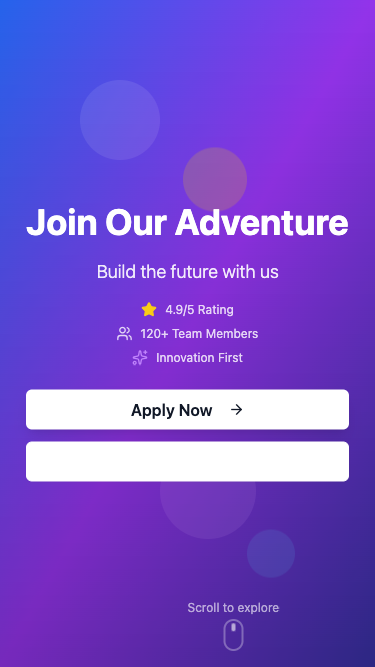 Join Our Adventure
Build the future with us
4.9/5 Rating
120+ Team Members
Innovation First
Apply Now
Scroll to explore